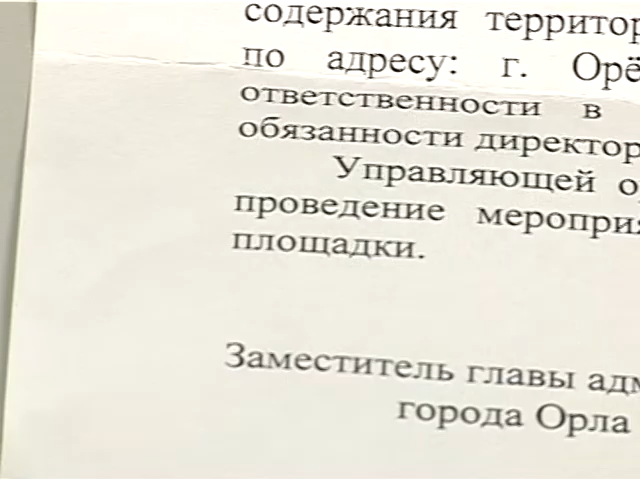 содержания территор
по адресу: г. Орё
ответственности в
обязанности директор
Управляющей о
проведение меропри
площадки.
Заместитель главы адм
города Орла